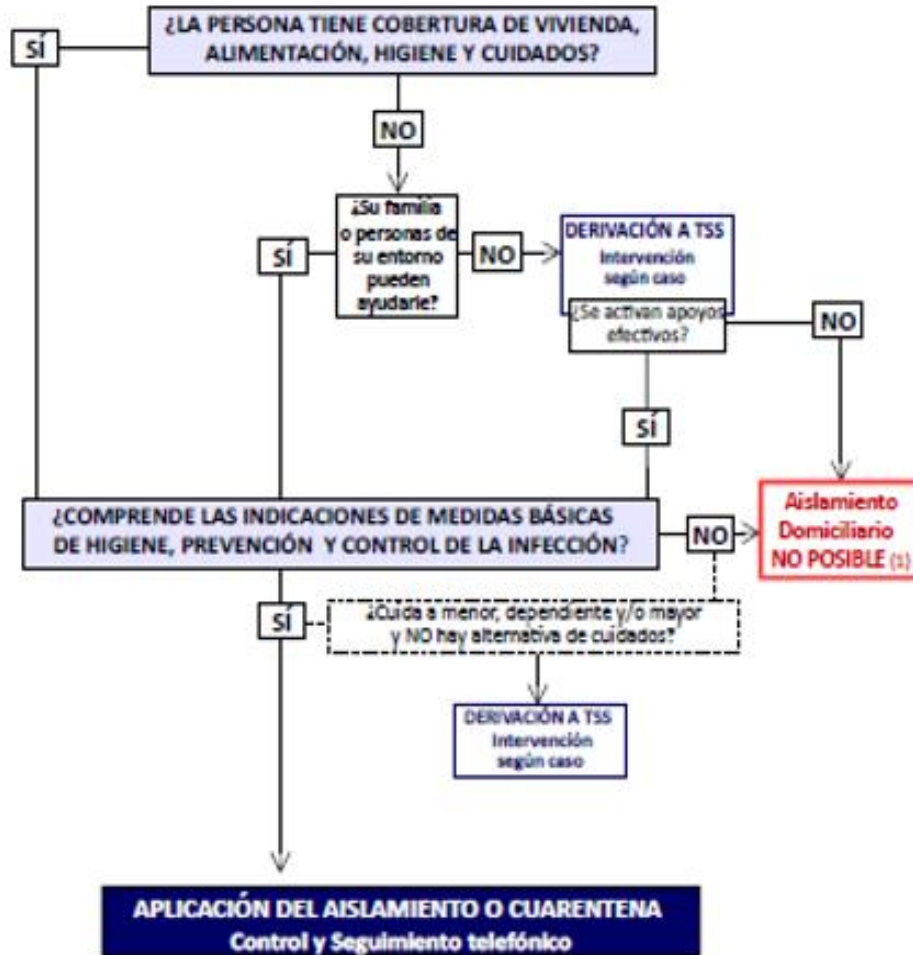 ¿LA PERSONA TIENE COBERTURA DE VIVIENDA,
ALIMENTACIÓN, HIGIENE Y CUIDADOS?
SÍ
NO
¿Su familia
o personas de
su entorno
pueden
ayudarle?
SÍ
NO
DERIVACIÓN A TSS
Intervención
según caso
¿Se activan apoyos
efectivos?
NO
SÍ
¿COMPRENDE LAS INDICACIONES DE MEDIDAS BÁSICAS
DE HIGIENE, PREVENCIÓN Y CONTROL DE LA INFECCIÓN?
NO
Aislamiento
Domiciliario
NO POSIBLE (1)
SÍ
¿Cuida a menor, dependiente y/o mayor
y NO hay alternativa de cuidados?
DERIVACIÓN A TSS
Intervención
según caso
APLICACIÓN DEL AISLAMIENTO O CUARENTENA
Control y Seguimiento telefónico